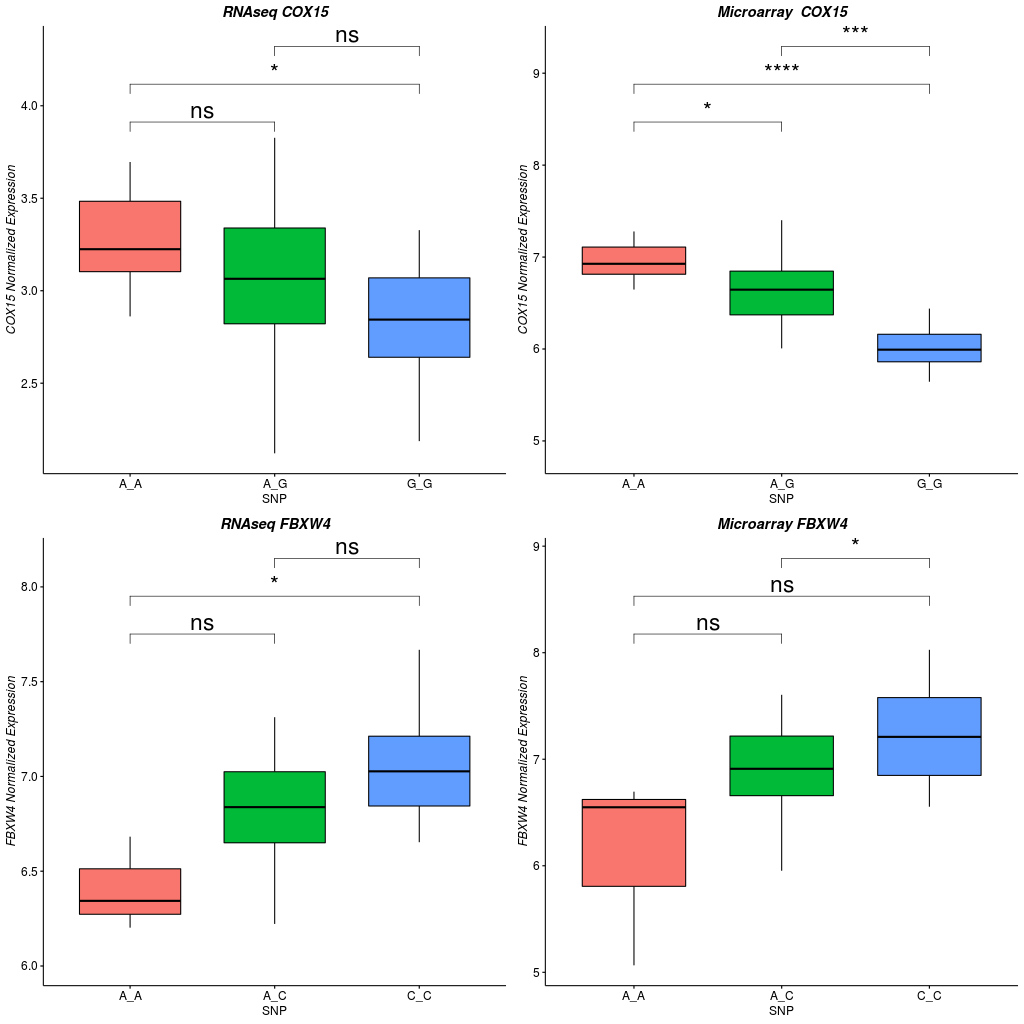 RNAseq COX15
ns
*
ns
4.0
3.5
3.0
2.5
COX15 Normalized Expression
A_A A_G G_G
SNP
Microarray  COX15
***
****
*
9
8
7
6
5
COX15 Normalized Expression
A_A A_G G_G
SNP
RNAseq FBXW4
ns
*
ns
8.0
7.5
7.0
6.5
6.0
FBXW4 Normalized Expression
A_A A_C C_C
SNP
Microarray FBXW4
*
ns
ns
9
8
7
6
5
FBXW4 Normalized Expression
A_A A_C C_C
SNP